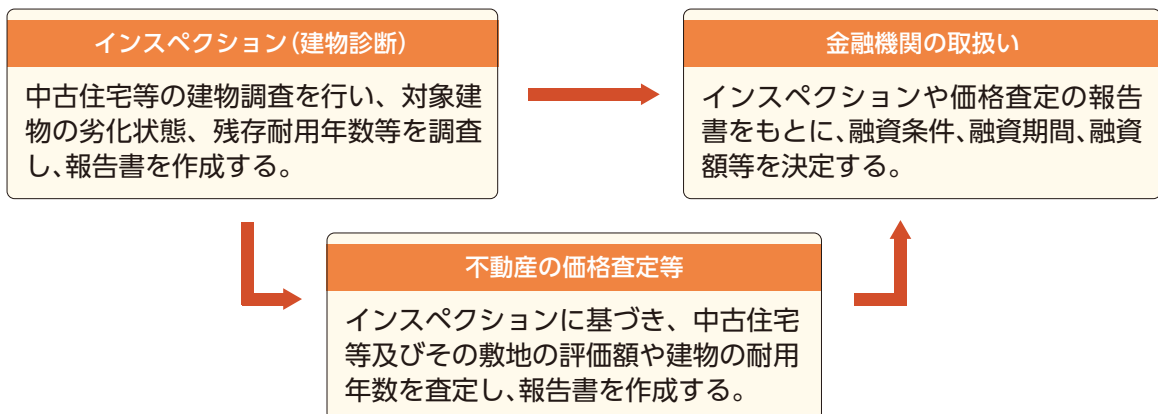 インスペクション(建物診断)
中古住宅等の建物調査を行い、対象建
物の劣化状態、残存耐用年数等を調査
し、報告書を作成する。
金融機関の取扱い
インスペクションや価格査定の報告
書をもとに、融資条件、融資期間、融資
額等を決定する。
不動産の価格査定等
インスペクションに基づき、中古住宅
等及びその敷地の評価額や建物の耐用
年数を査定し、報告書を作成する。